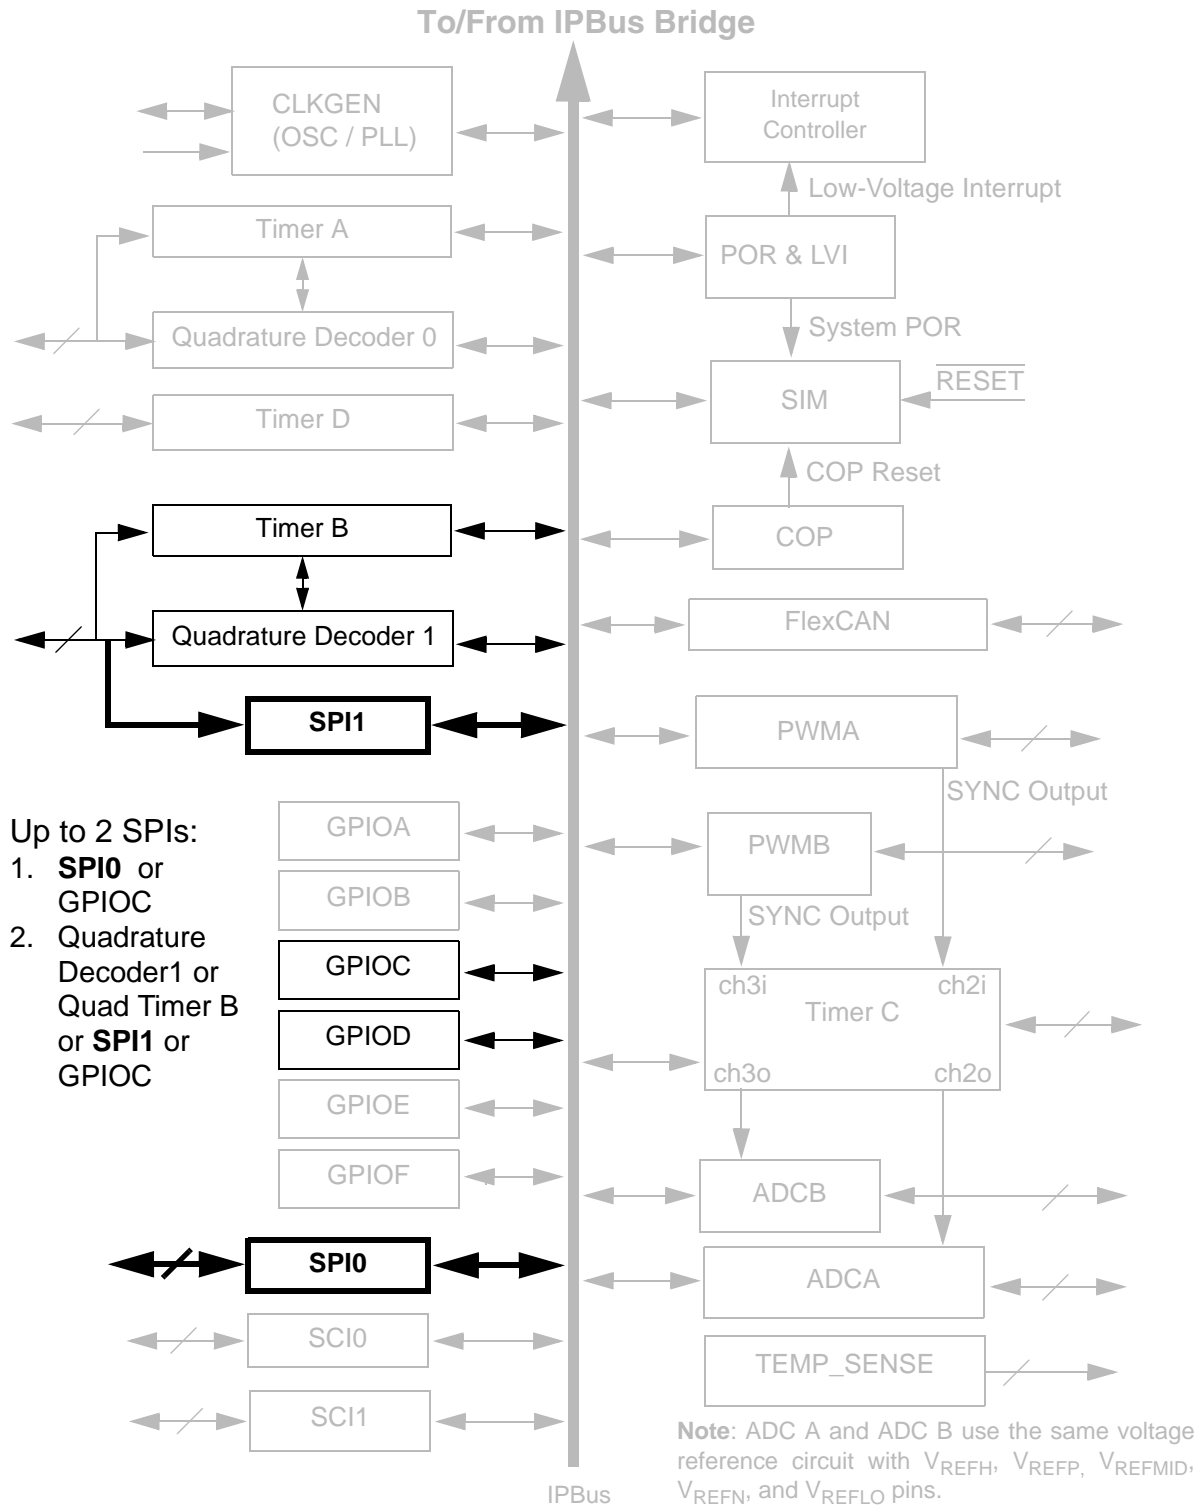 To/From IPBus Bridge
CLKGEN
(OSC / PLL)
Timer A
Quadrature Decoder 0
Timer D
Timer B
Quadrature Decoder 1
SPI1
Up to 2 SPIs:
1. SPI0 or
GPIOC
2. Quadrature
Decoder1 or
Quad Timer B
or SPI1 or
GPIOC
GPIOA
GPIOB
GPIOC
GPIOD
GPIOE
GPIOF
SPI0
SCI0
SCI1
IPBus
Interrupt
Controller
Low-Voltage Interrupt
POR & LVI
System POR
SIM
RESET
COP Reset
COP
FlexCAN
PWMA
SYNC Output
PWMB
SYNC Output
ch3i
ch2i
Timer C
ch3o
ch2o
ADCB
ADCA
TEMP_SENSE
Note: ADC A and ADC B use the same voltage
reference circuit with VREFH, VREFP, VREFMID,
VREFN, and VREFLO pins.